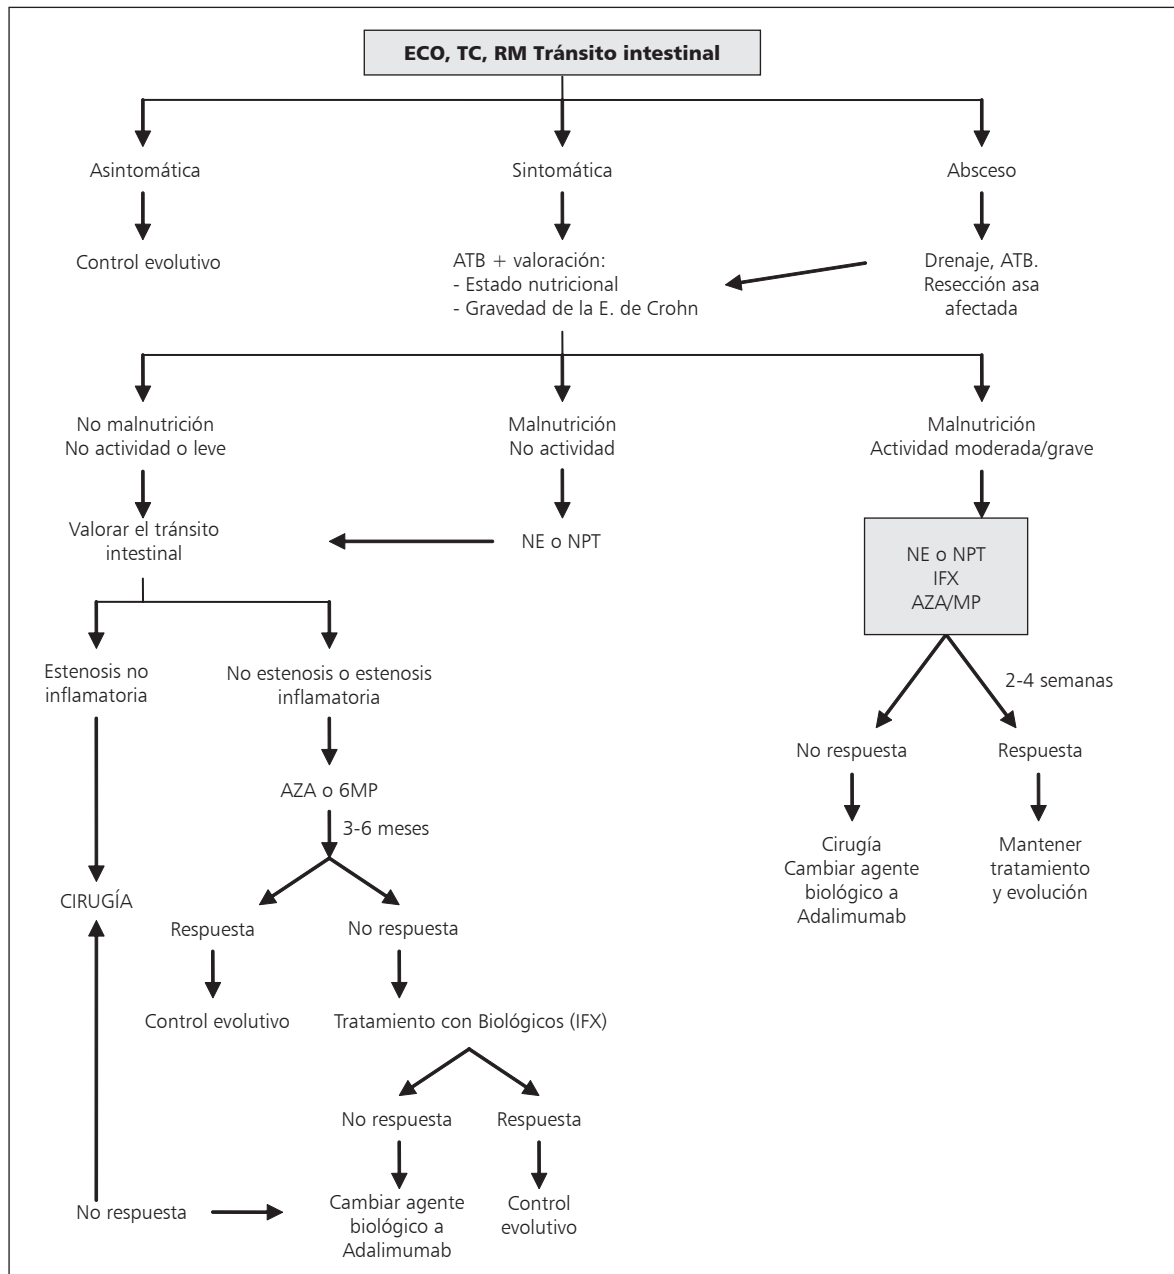 ECO, TC, RM Tránsito intestinal
Asintomática
Sintomática
Absceso
Control evolutivo
ATB + valoración:
- Estado nutricional
- Gravedad de la E. de Crohn
Drenaje, ATB.
Resección asa
afectada
No malnutrición
No actividad o leve
Malnutrición
No actividad
Malnutrición
Actividad moderada/grave
Valorar el tránsito
intestinal
NE o NPT
NE o NPT
IFX
AZA/MP
Estenosis no
inflamatoria
No estenosis o estenosis
inflamatoria
2-4 semanas
No respuesta
Respuesta
AZA o 6MP
3-6 meses
Cirugía
Cambiar agente
biológico a
Adalimumab
Mantener
tratamiento
y evolución
CIRUGÍA
Respuesta
No respuesta
Control evolutivo
Tratamiento con Biológicos (IFX)
No respuesta
Respuesta
No respuesta
Cambiar agente
biológico a
Adalimumab
Control
evolutivo